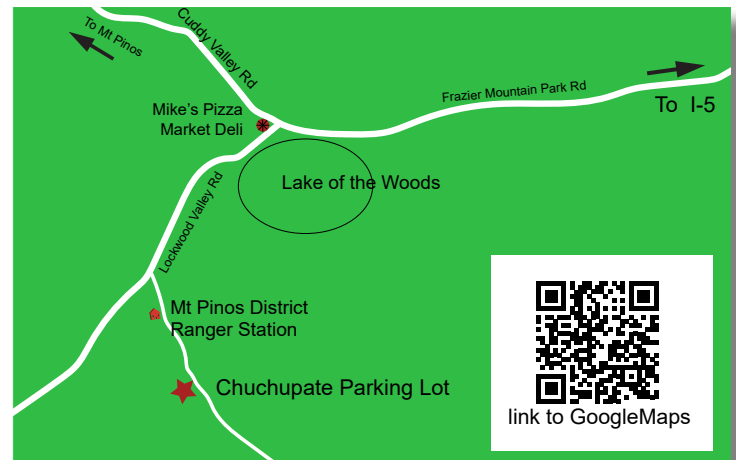 To Mt Pinos
Cuddy Valley Rd
Frazier Mountain Park Rd
To I-5
Mike's Pizza
Market Deli
Lake of the Woods
Lockwood Valley Rd
Mt Pinos District
Ranger Station
Chuchupate Parking Lot
link to GoogleMaps